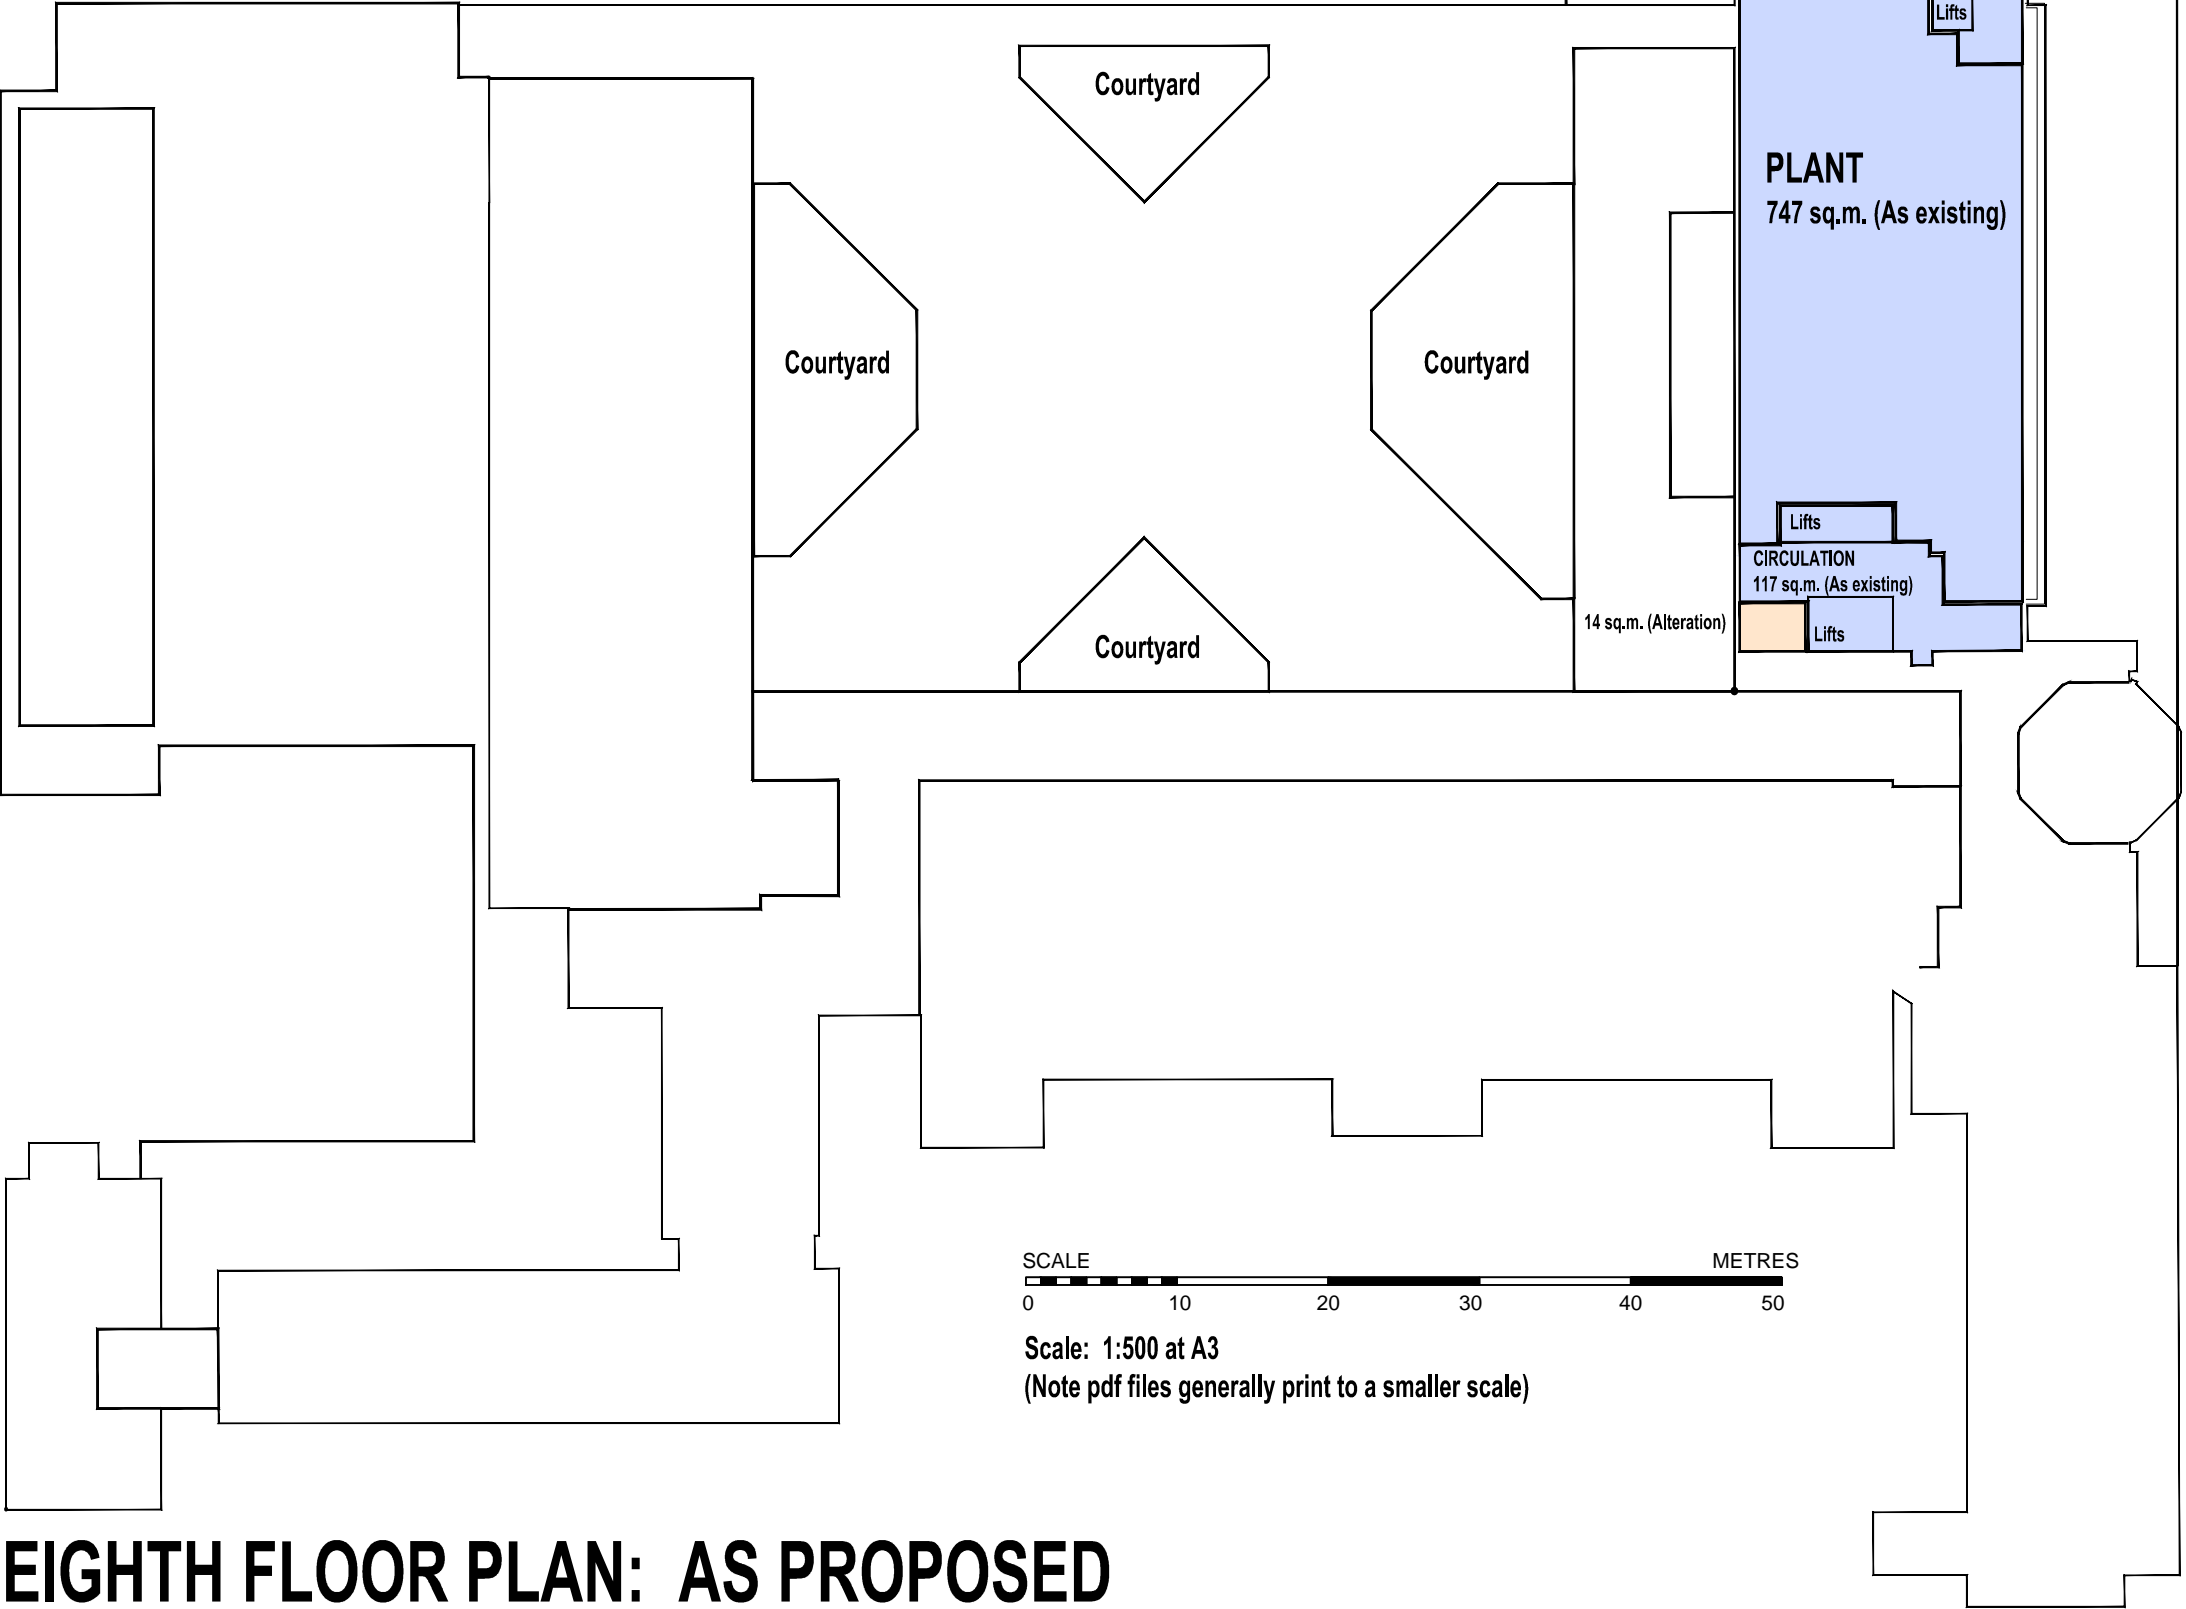 Lifts
Courtyard
PLANT
747 sq.m. (As existing)
Courtyard
Courtyard
Lifts
CIRCULATION
117 sq.m. (As existing)
14 sq.m. (Alteration)
Lifts
Courtyard
SCALE METRES
0 10 20 30 40 50
Scale: 1:500 at A3
(Note pdf files generally print to a smaller scale)
EIGHTH FLOOR PLAN: AS PROPOSED